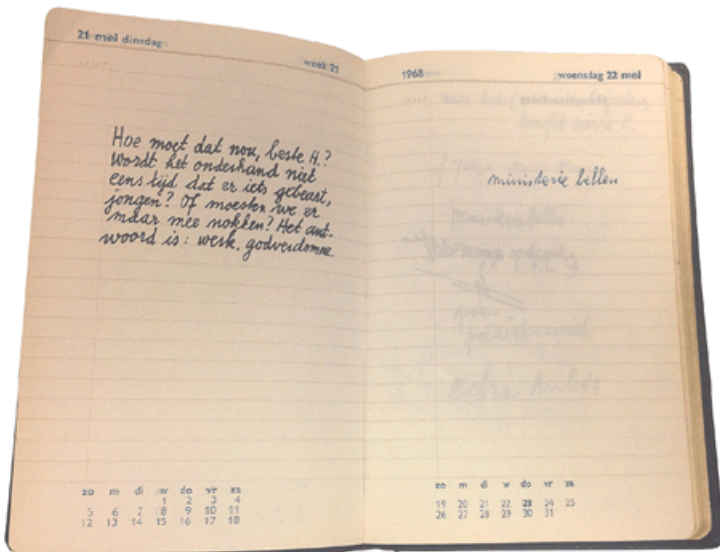 21 mei dinsdag
week 21
Hoe moet dat nou, beste H.?
Wordt het onderhand niet
eens tijd dat er iets gebeurt,
jongen? Of moesten we er
maar mee nokken? Het ant-
woord is: werk, godverdomme.
zo m di w do vr za
1 2 3 4
5 6 7 8 9 10 11
12 13 14 15 16 17 18
1968
woensdag 22 mei
ministerie bellen
zo m di w do vr za
19 20 21 22 23 24 25
26 27 28 29 30 31